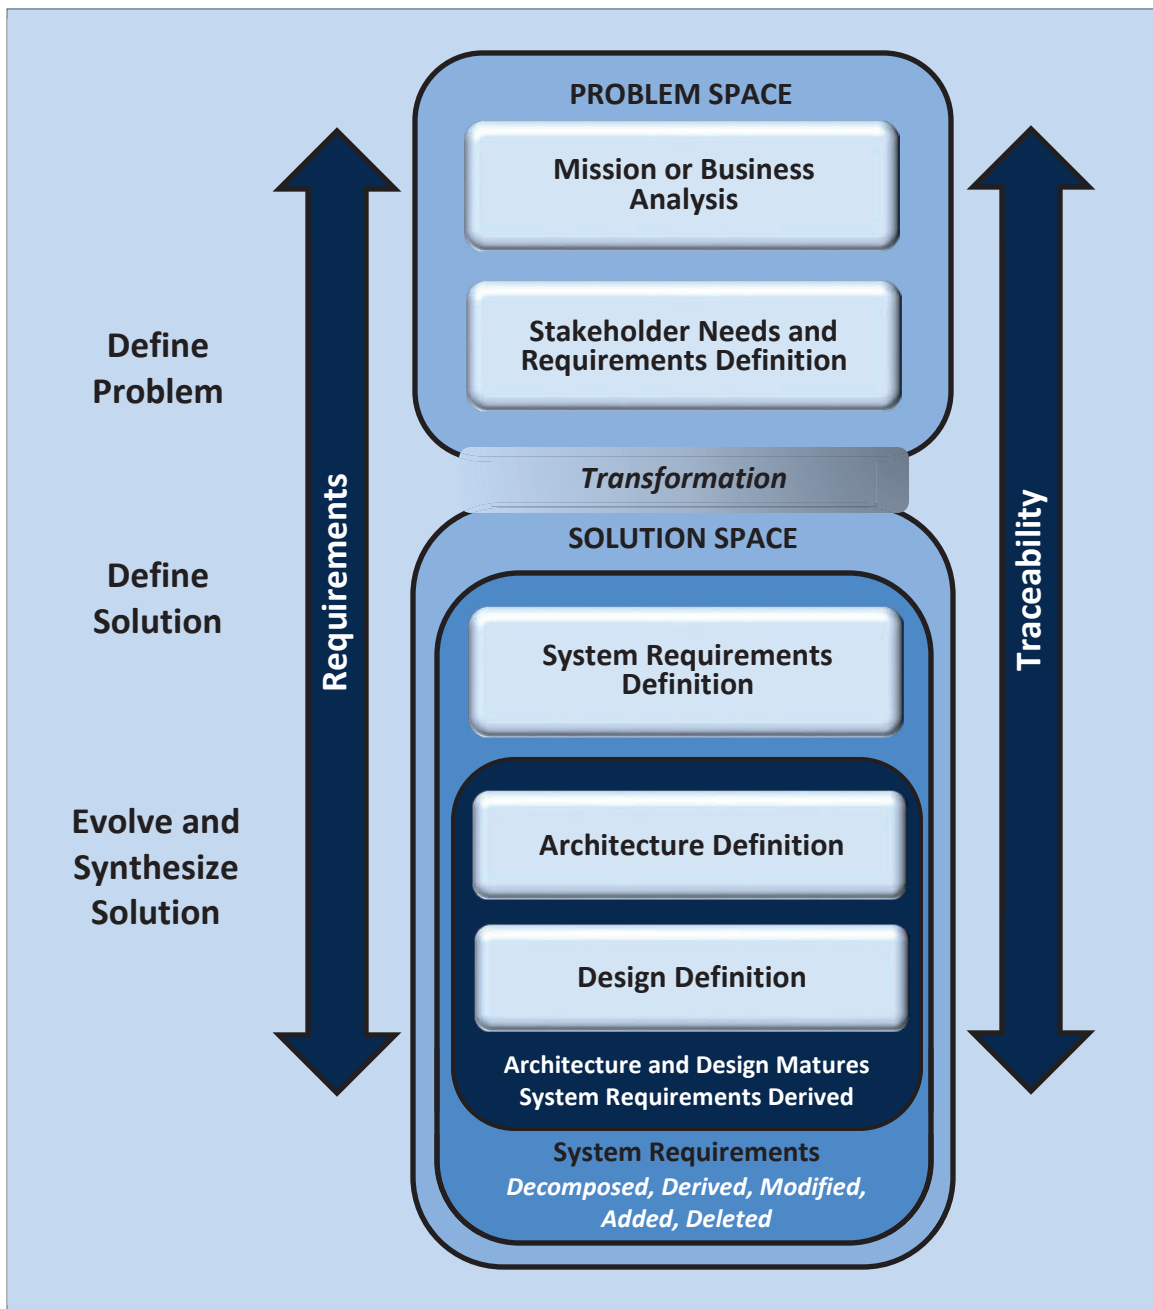 PROBLEM SPACE
Mission or Business
Analysis
Stakeholder Needs and
Requirements Definition
Define
Problem
Transformation
Requirements
Traceability
SOLUTION SPACE
Define
Solution
System Requirements
Definition
Evolve and
Synthesize
Solution
Architecture Definition
Design Definition
Architecture and Design Matures
System Requirements Derived
System Requirements
Decomposed, Derived, Modified,
Added, Deleted